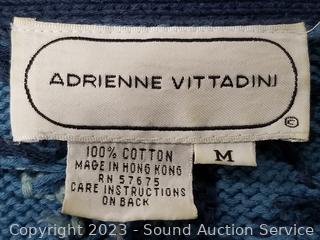 ADRIENNE VITTADINI
©
100% COTTON
MADE IN HONG KONG
RN 57675
CARE INSTRUCTIONS
ON BACK
M
Copyright 2023 - Sound Auction Service